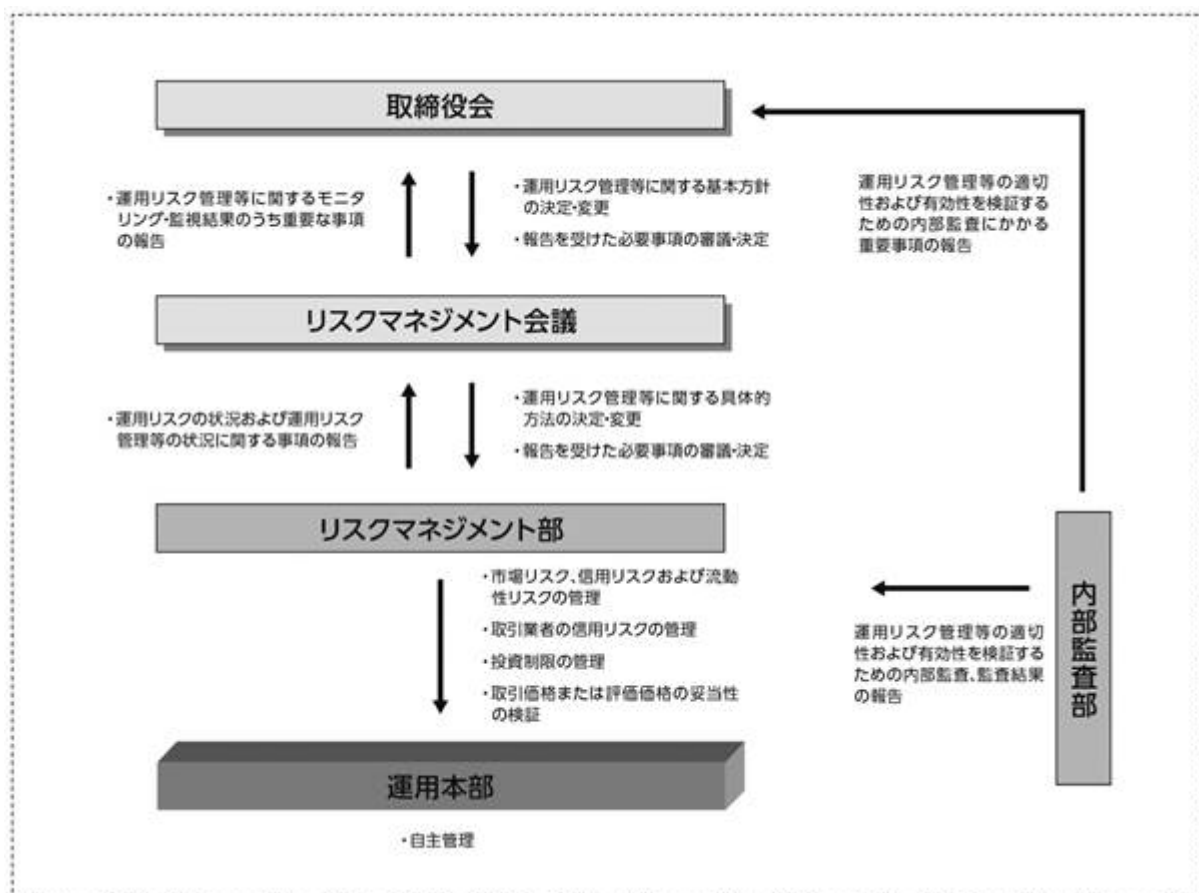 取締役会
・運用リスク管理等に関するモニタ
リング・監視結果のうち重要な事項
の報告
・運用リスク管理等に関する基本方針
の決定・変更
・報告を受けた必要事項の審議・決定
運用リスク管理等の適切
性および有効性を検証する
ための内部監査にかかる
重要事項の報告
リスクマネジメント会議
・運用リスクの状況および運用リスク
管理等の状況に関する事項の報告
・運用リスク管理等に関する具体的
方法の決定・変更
・報告を受けた必要事項の審議・決定
リスクマネジメント部
・市場リスク、信用リスクおよび流動
性リスクの管理
・取引業者の信用リスクの管理
・投資制限の管理
・取引価格または評価価格の妥当性
の検証
運用リスク管理等の適切
性および有効性を検証する
ための内部監査、監査結果
の報告
内部監査部
運用本部
・自主管理